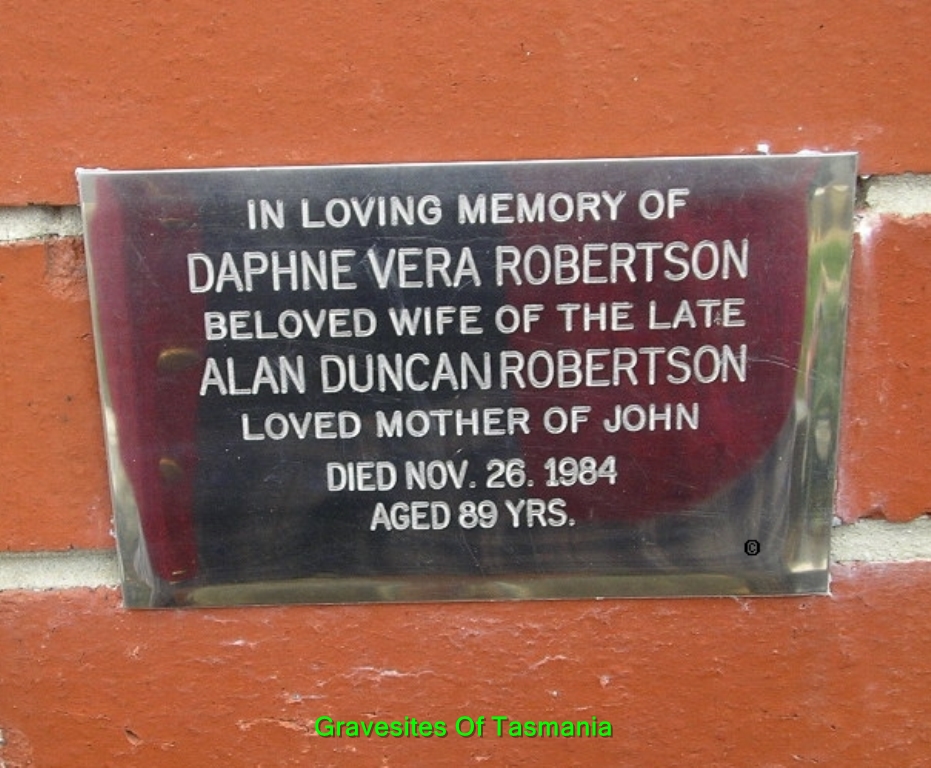 IN LOVING MEMORY OF
DAPHNE VERA ROBERTSON
BELOVED WIFE OF THE LATE
ALAN DUNCAN ROBERTSON
LOVED MOTHER OF JOHN
DIED NOV. 26. 1984
AGED 89 YRS.
©
Gravesites Of Tasmania